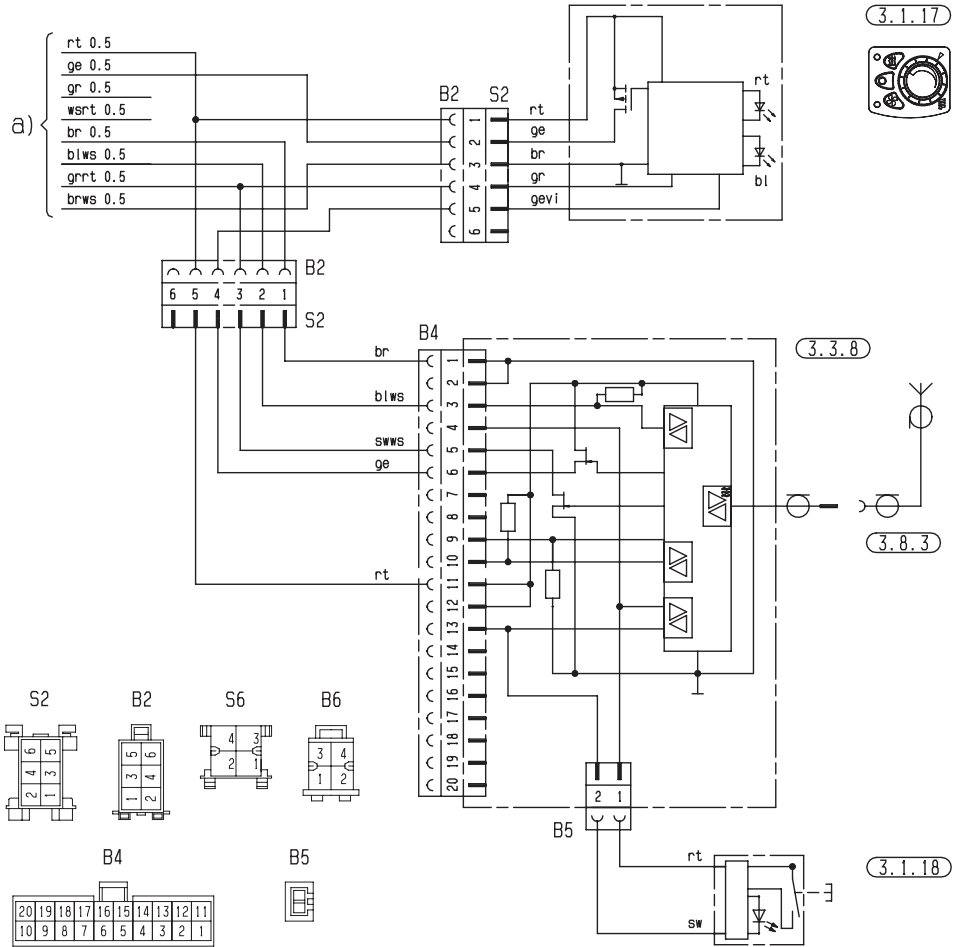 3.1.17
rt 0.5
ge 0.5
gr 0.5
wsrt 0.5
br 0.5
blws 0.5
grrt 0.5
brws 0.5
a)
B2 S2
1 rt
2 ge
3 br
4 gr
5 gevi
6
rt
bl
B2
6 5 4 3 2 1
S2
B4
3.3.8
br 1
2
blws 3
4
swws 5
ge 6
7
8
9
10
rt 11
12
13
14
15
16
17
18
19
20
3.8.3
2 1
B5
rt
sw
3.1.18
S2 B2 S6 B6
6 5
4 3
2 1
5 6
3 4
1 2
4 3
2 1
3 4
1 2
B4 B5
20 19 18 17 16 15 14 13 12 11
10 9 8 7 6 5 4 3 2 1